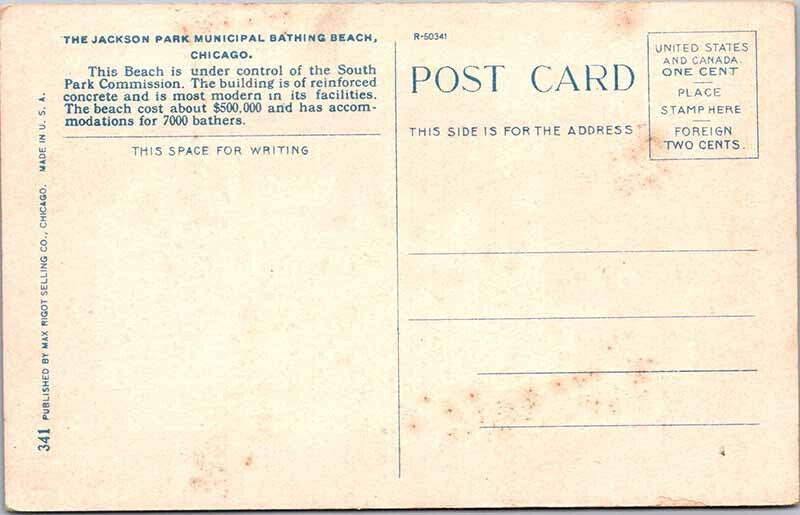 THE JACKSON PARK MUNICIPAL BATHING BEACH,
CHICAGO.
This Beach is under control of the South
Park Commission. The building is of reinforced
concrete and is most modern in its facilities.
The beach cost about $500,000 and has accom-
modations for 7000 bathers.
THIS SPACE FOR WRITING
341 PUBLISHED BY MAX RIGOT SELLING CO., CHICAGO. MADE IN U. S. A.
R-50341
POST CARD
THIS SIDE IS FOR THE ADDRESS
UNITED STATES
AND CANADA
ONE CENT
PLACE
STAMP HERE
FOREIGN
TWO CENTS.